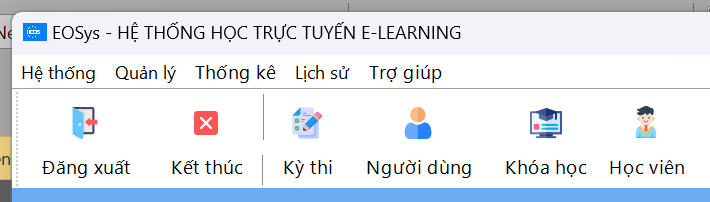 EOSys - HỆ THỐNG HỌC TRỰC TUYẾN E-LEARNING
Hệ thống Quản lý Thống kê Lịch sử Trợ giúp
Đăng xuất Kết thúc Kỳ thi Người dùng Khóa học Học viên